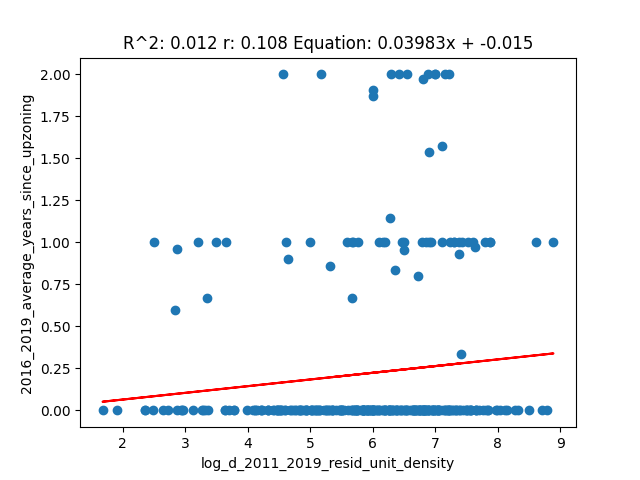 R^2: 0.012 r: 0.108 Equation: 0.03983x + -0.015
2016_2019_average_years_since_upzoning
2.00
1.75
1.50
1.25
1.00
0.75
0.50
0.25
0.00
2 3 4 5 6 7 8 9
log_d_2011_2019_resid_unit_density